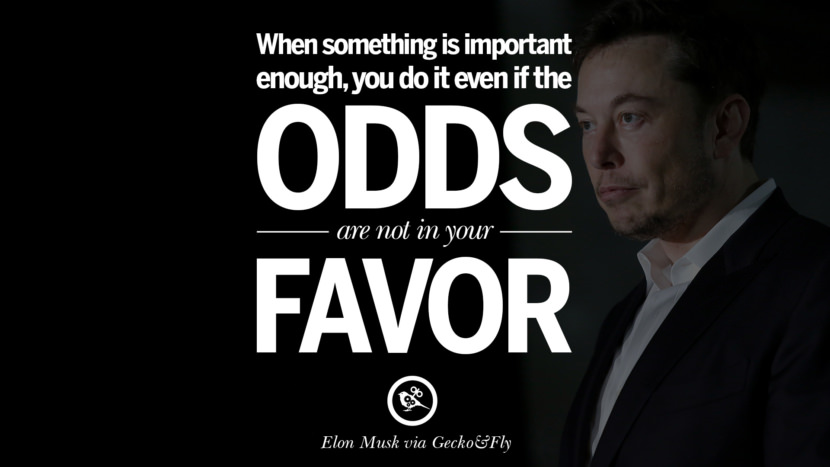 When something is important
enough, you do it even if the
ODDS
are not in your
FAVOR
Elon Musk via Gecko&Fly